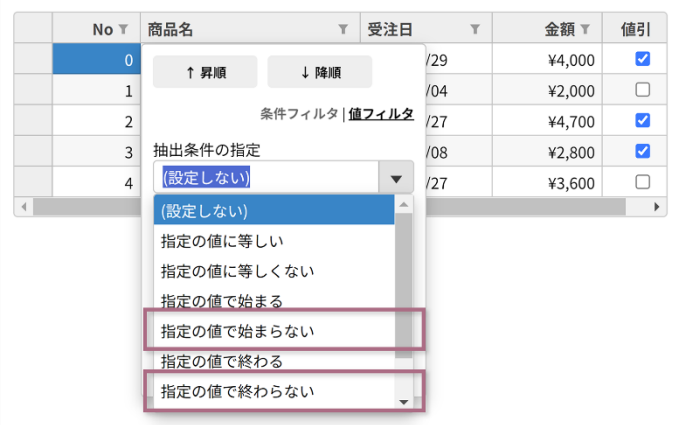 No 商品名 受注日 金額 値引
0 /29 ¥4,000
↑ 昇順 ↓ 降順
1 /04 ¥2,000
条件フィルタ | 値フィルタ
2 /27 ¥4,700
抽出条件の指定
3 /08 ¥2,800
(設定しない)
4 /27 ¥3,600
(設定しない)
指定の値に等しい
指定の値に等しくない
指定の値で始まる
指定の値で始まらない
指定の値で終わる
指定の値で終わらない